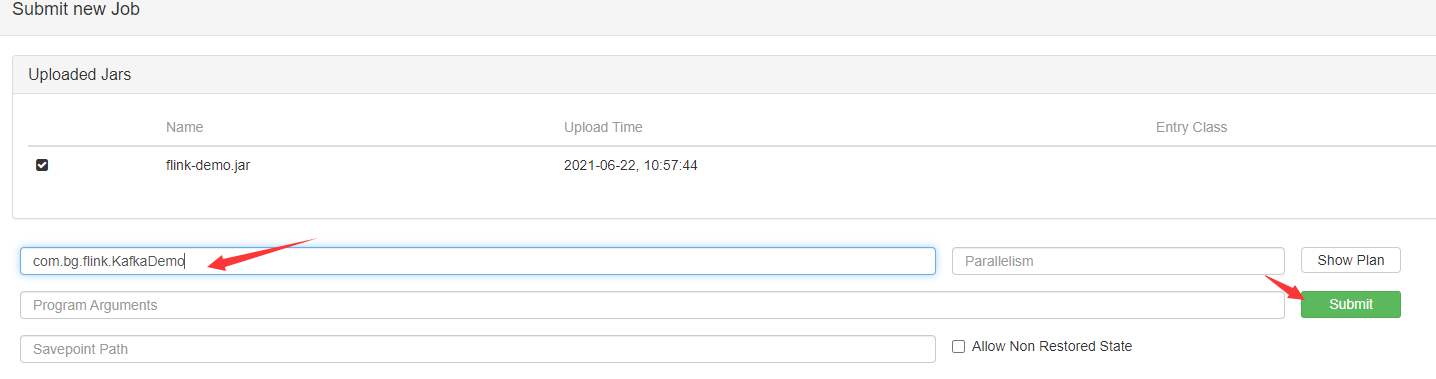 Submit new Job
Uploaded Jars
Name Upload Time Entry Class
flink-demo.jar 2021-06-22, 10:57:44
com.bg.flink.KafkaDemo Parallelism Show Plan
Program Arguments Submit
Savepoint Path Allow Non Restored State